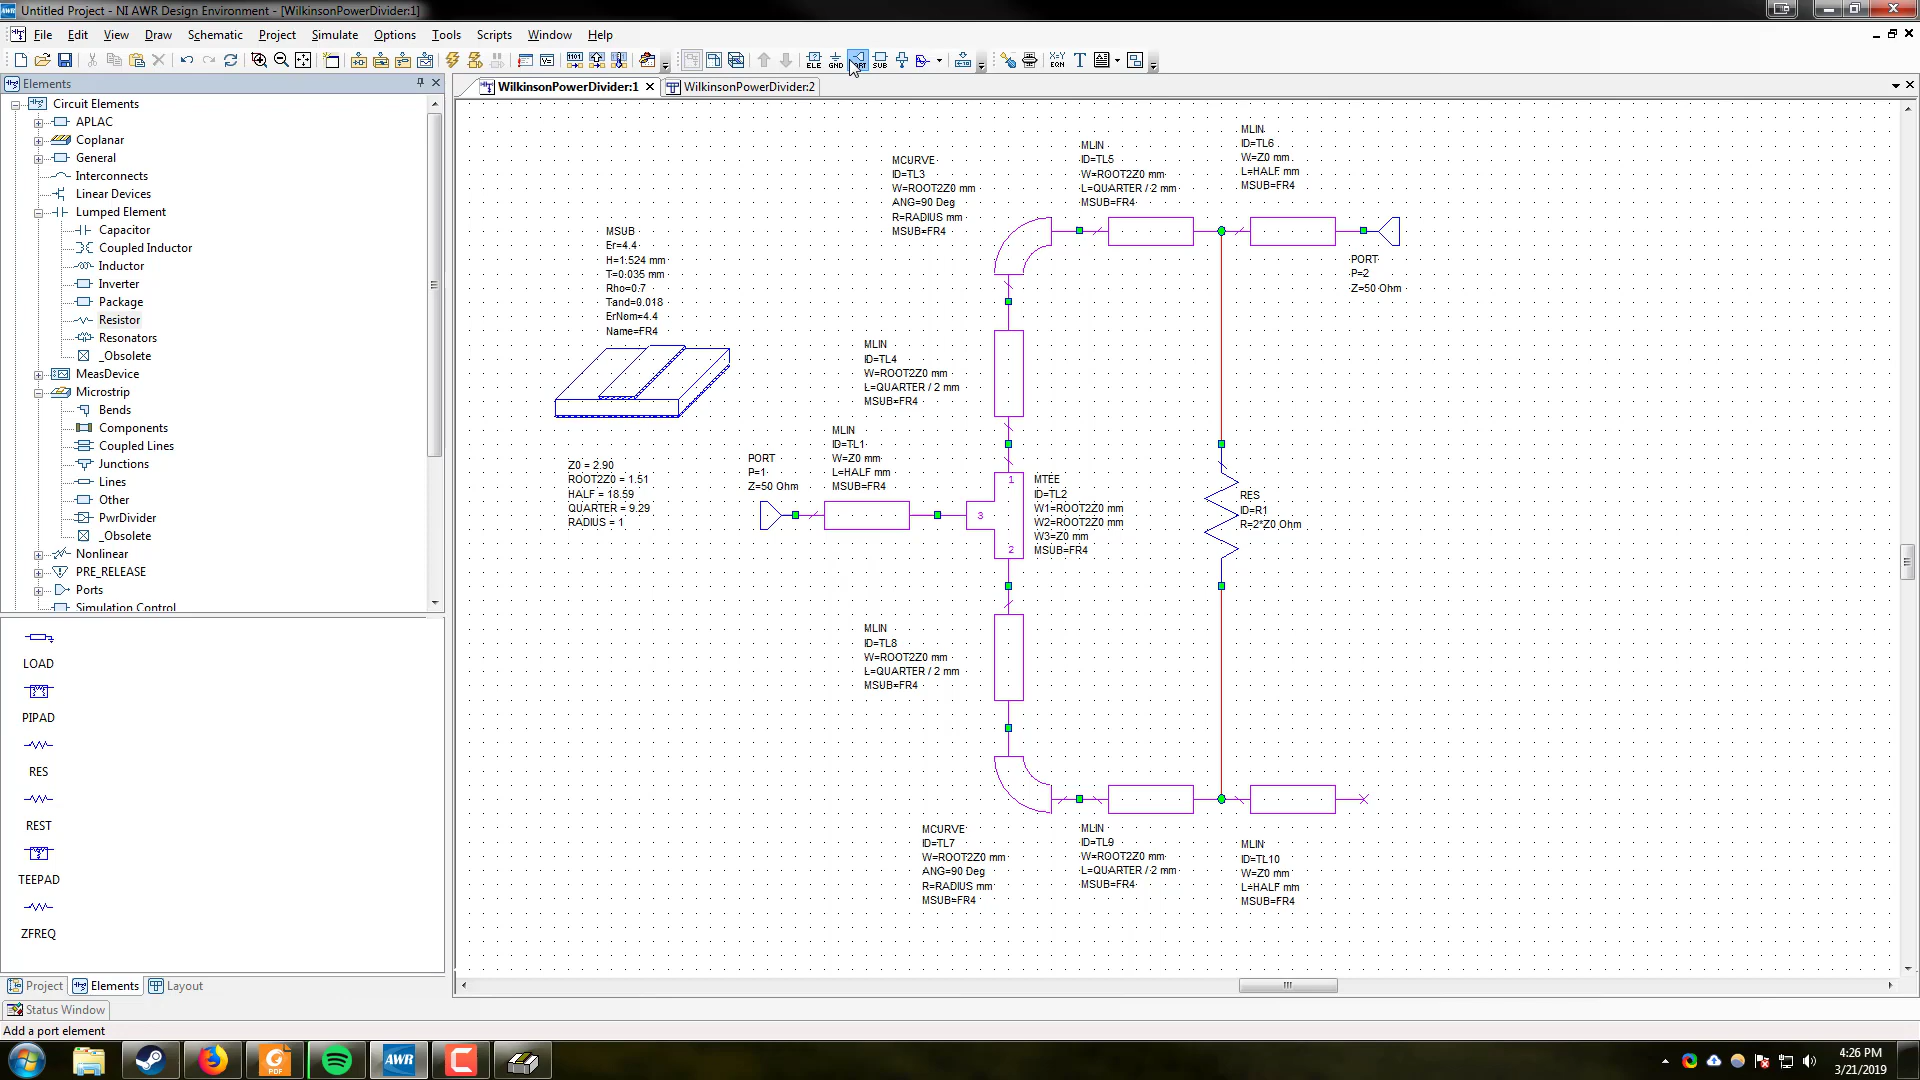 Untitled Project - NI AWR Design Environment - [WilkinsonPowerDivider:1]
File Edit View Draw Schematic Project Simulate Options Tools Scripts Window Help
ELE GND PORT SUB X=Y EQN
Elements
WilkinsonPowerDivider:1
WilkinsonPowerDivider:2
Circuit Elements
APLAC
Coplanar
General
Interconnects
Linear Devices
Lumped Element
Capacitor
Coupled Inductor
Inductor
Inverter
Package
Resistor
Resonators
_Obsolete
MeasDevice
Microstrip
Bends
Components
Coupled Lines
Junctions
Lines
Other
PwrDivider
_Obsolete
Nonlinear
PRE_RELEASE
Ports
Simulation Control
LOAD
PIPAD
RES
REST
TEEPAD
ZFREQ
Project Elements Layout
Status Window
Add a port element
MSUB
Er=4.4
H=1.524 mm
T=0.035 mm
Rho=0.7
Tand=0.018
ErNom=4.4
Name=FR4
Z0 = 2.90
ROOT2Z0 = 1.51
HALF = 18.59
QUARTER = 9.29
RADIUS = 1
PORT
P=1
Z=50 Ohm
MLIN
ID=TL1
W=Z0 mm
L=HALF mm
MSUB=FR4
MCURVE
ID=TL3
W=ROOT2Z0 mm
ANG=90 Deg
R=RADIUS mm
MSUB=FR4
MLIN
ID=TL5
W=ROOT2Z0 mm
L=QUARTER / 2 mm
MSUB=FR4
MLIN
ID=TL6
W=Z0 mm
L=HALF mm
MSUB=FR4
PORT
P=2
Z=50 Ohm
MLIN
ID=TL4
W=ROOT2Z0 mm
L=QUARTER / 2 mm
MSUB=FR4
1
3
2
MTEE
ID=TL2
W1=ROOT2Z0 mm
W2=ROOT2Z0 mm
W3=Z0 mm
MSUB=FR4
RES
ID=R1
R=2*Z0 Ohm
MLIN
ID=TL8
W=ROOT2Z0 mm
L=QUARTER / 2 mm
MSUB=FR4
MCURVE
ID=TL7
W=ROOT2Z0 mm
ANG=90 Deg
R=RADIUS mm
MSUB=FR4
MLIN
ID=TL9
W=ROOT2Z0 mm
L=QUARTER / 2 mm
MSUB=FR4
MLIN
ID=TL10
W=Z0 mm
L=HALF mm
MSUB=FR4
PDF
AWR
4:26 PM
3/21/2019